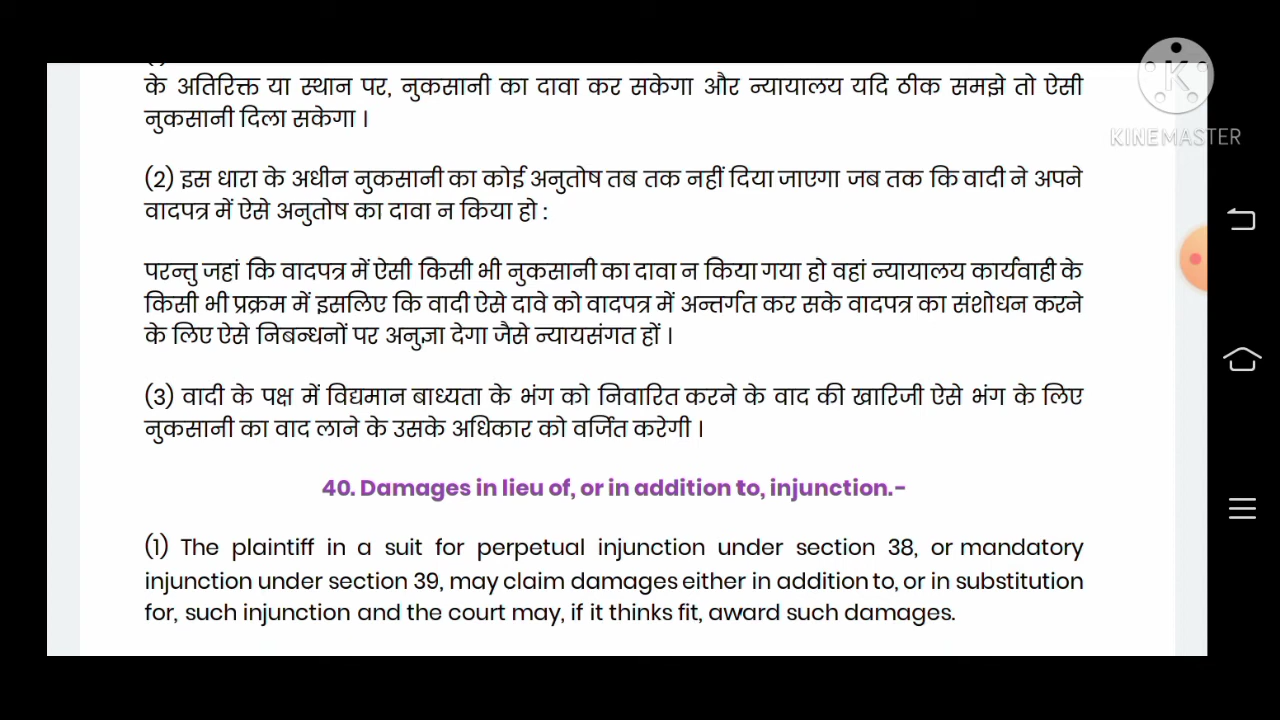 के अतिरिक्त या स्थान पर, नुकसानी का दावा कर सकेगा और न्यायालय यदि ठीक समझे तो ऐसी
नुकसानी दिला सकेगा ।
(2) इस धारा के अधीन नुकसानी का कोई अनुतोष तब तक नहीं दिया जाएगा जब तक कि वादी ने अपने
वादपत्र में ऐसे अनुतोष का दावा न किया हो :
परन्तु जहां कि वादपत्र में ऐसी किसी भी नुकसानी का दावा न किया गया हो वहां न्यायालय कार्यवाही के
किसी भी प्रक्रम में इसलिए कि वादी ऐसे दावे को वादपत्र में अन्तर्गत कर सके वादपत्र का संशोधन करने
के लिए ऐसे निबन्धनों पर अनुज्ञा देगा जैसे न्यायसंगत हों ।
(3) वादी के पक्ष में विद्यमान बाध्यता के भंग को निवारित करने के वाद की खारिजी ऐसे भंग के लिए
नुकसानी का वाद लाने के उसके अधिकार को वर्जित करेगी ।
40. Damages in lieu of, or in addition to, injunction.-
(1) The plaintiff in a suit for perpetual injunction under section 38, or mandatory
injunction under section 39, may claim damages either in addition to, or in substitution
for, such injunction and the court may, if it thinks fit, award such damages.
K
KINEMASTER